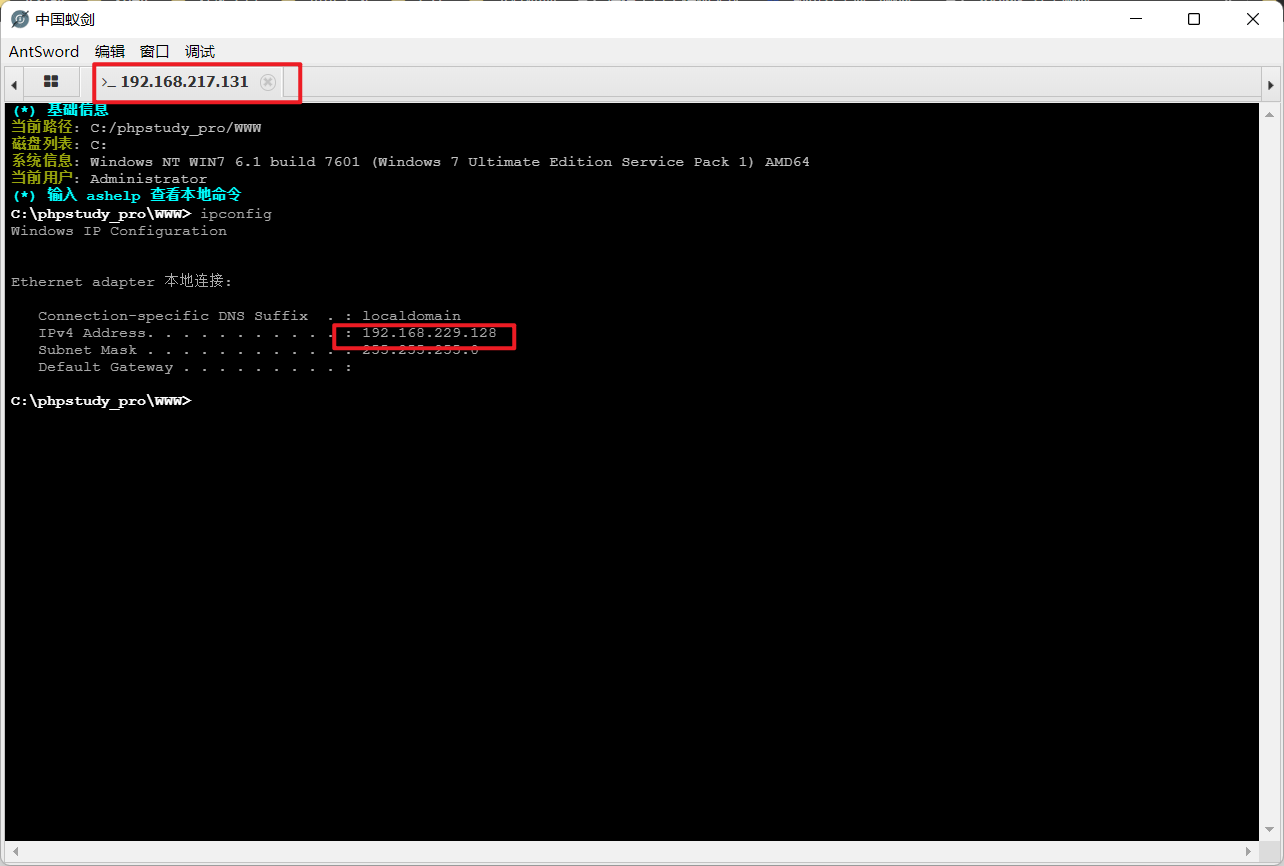 中国蚁剑
AntSword 编辑 窗口 调试
>_ 192.168.217.131
(*) 基础信息
当前路径: C:/phpstudy_pro/WWW
磁盘列表: C:
系统信息: Windows NT WIN7 6.1 build 7601 (Windows 7 Ultimate Edition Service Pack 1) AMD64
当前用户: Administrator
(*) 输入 ashelp 查看本地命令
C:\phpstudy_pro\WWW> ipconfig
Windows IP Configuration
Ethernet adapter 本地连接:
Connection-specific DNS Suffix . : localdomain
IPv4 Address. . . . . . . . . . . : 192.168.229.128
Subnet Mask . . . . . . . . . . . : 255.255.255.0
Default Gateway . . . . . . . . . :
C:\phpstudy_pro\WWW>